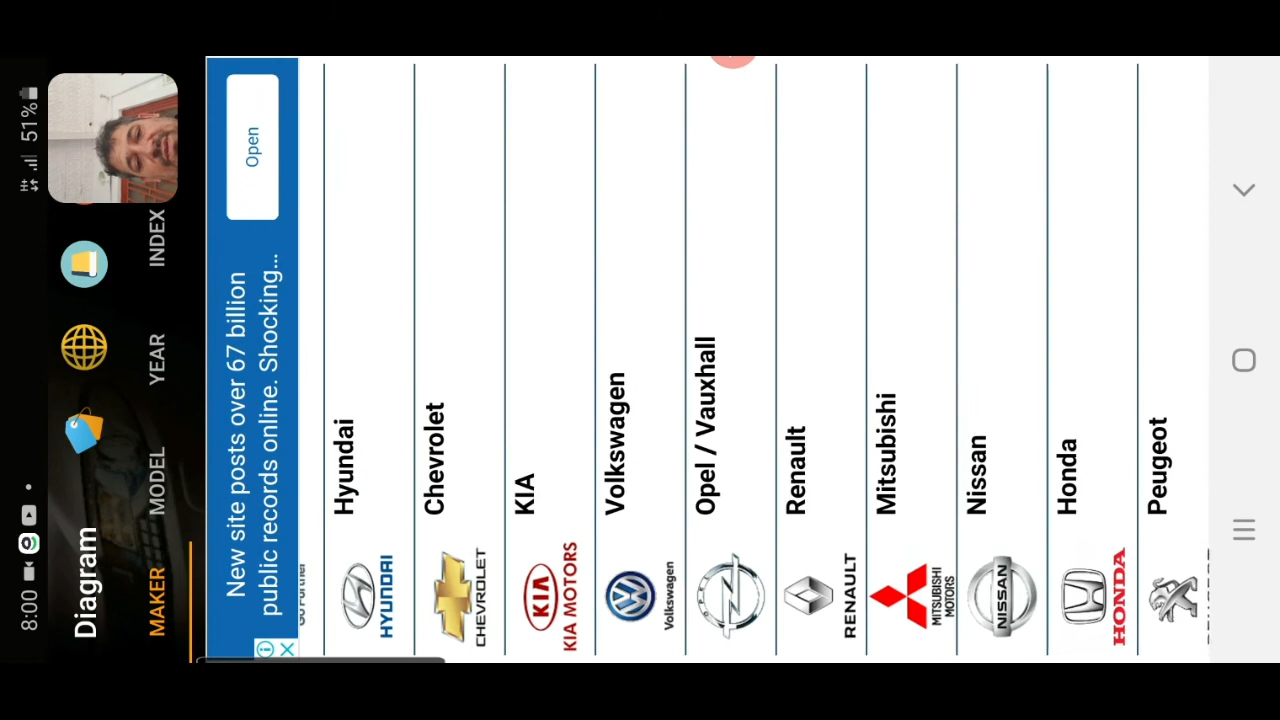 8:00
51%
Diagram
MAKER MODEL YEAR INDEX
New site posts over 67 billion
public records online. Shocking...
Open
Hyundai
HYUNDAI
Chevrolet
CHEVROLET
KIA
KIA
KIA MOTORS
Volkswagen
Volkswagen
Opel / Vauxhall
Renault
RENAULT
Mitsubishi
MITSUBISHI
MOTORS
Nissan
NISSAN
Honda
HONDA
Peugeot